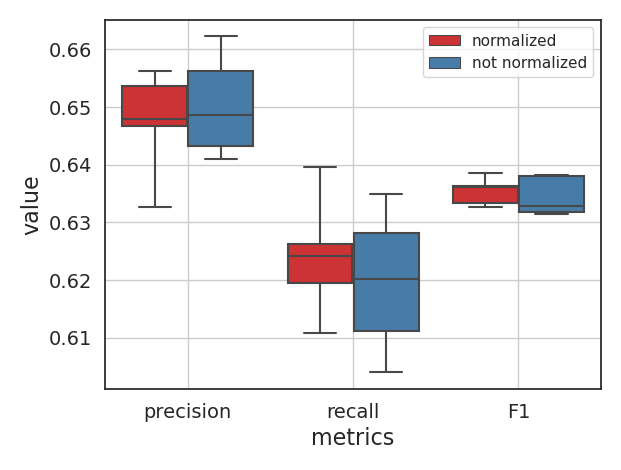 0.66
0.65
0.64
0.63
0.62
0.61
value
normalized
not normalized
precision
recall
F1
metrics